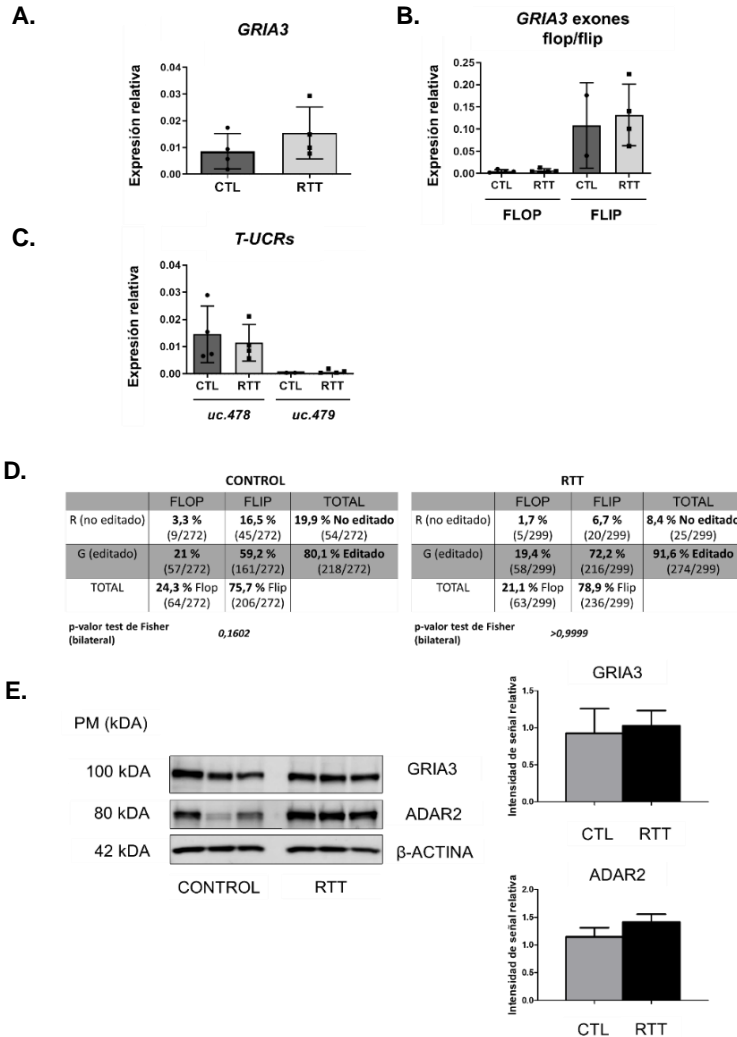 A.
GRIA3
Expresión relativa
0.04
0.03
0.02
0.01
0.00
CTL
RTT
B.
GRIA3 exones
flop/flip
Expresión relativa
0.25
0.20
0.15
0.10
0.05
0.00
CTL
RTT
CTL
RTT
FLOP
FLIP
C.
T-UCRs
Expresión relativa
0.04
0.03
0.02
0.01
0.00
CTL
RTT
CTL
RTT
uc.478
uc.479
D.
CONTROL
FLOP FLIP TOTAL
R (no editado) 3,3 % 16,5 % 19,9 % No editado
(9/272) (45/272) (54/272)
G (editado) 21 % 59,2 % 80,1 % Editado
(57/272) (161/272) (218/272)
TOTAL 24,3 % Flop 75,7 % Flip
(64/272) (206/272)
p-valor test de Fisher
(bilateral) 0,1602
RTT
FLOP FLIP TOTAL
R (no editado) 1,7 % 6,7 % 8,4 % No editado
(5/299) (20/299) (25/299)
G (editado) 19,4 % 72,2 % 91,6 % Editado
(58/299) (216/299) (274/299)
TOTAL 21,1 % Flop 78,9 % Flip
(63/299) (236/299)
p-valor test de Fisher
(bilateral) >0,9999
E.
PM (kDA)
100 kDA
GRIA3
80 kDA
ADAR2
42 kDA
β-ACTINA
CONTROL
RTT
GRIA3
Intensidad de señal relativa
1.5
1.0
0.5
0.0
CTL
RTT
ADAR2
Intensidad de señal relativa
2.0
1.5
1.0
0.5
0.0
CTL
RTT